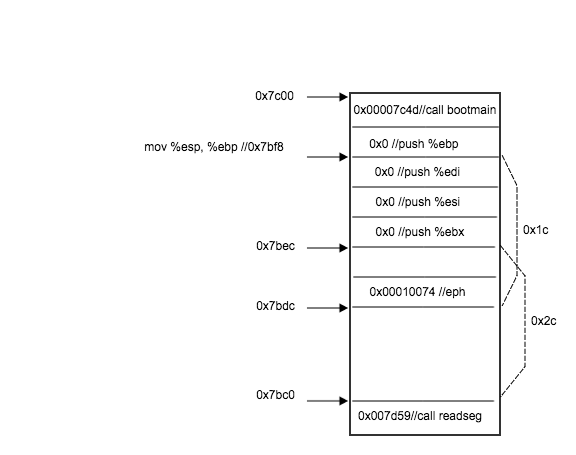 0x7c00
0x00007c4d//call bootmain
mov %esp, %ebp //0x7bf8
0x0 //push %ebp
0x0 //push %edi
0x0 //push %esi
0x1c
0x0 //push %ebx
0x7bec
0x00010074 //eph
0x7bdc
0x2c
0x7bc0
0x007d59//call readseg